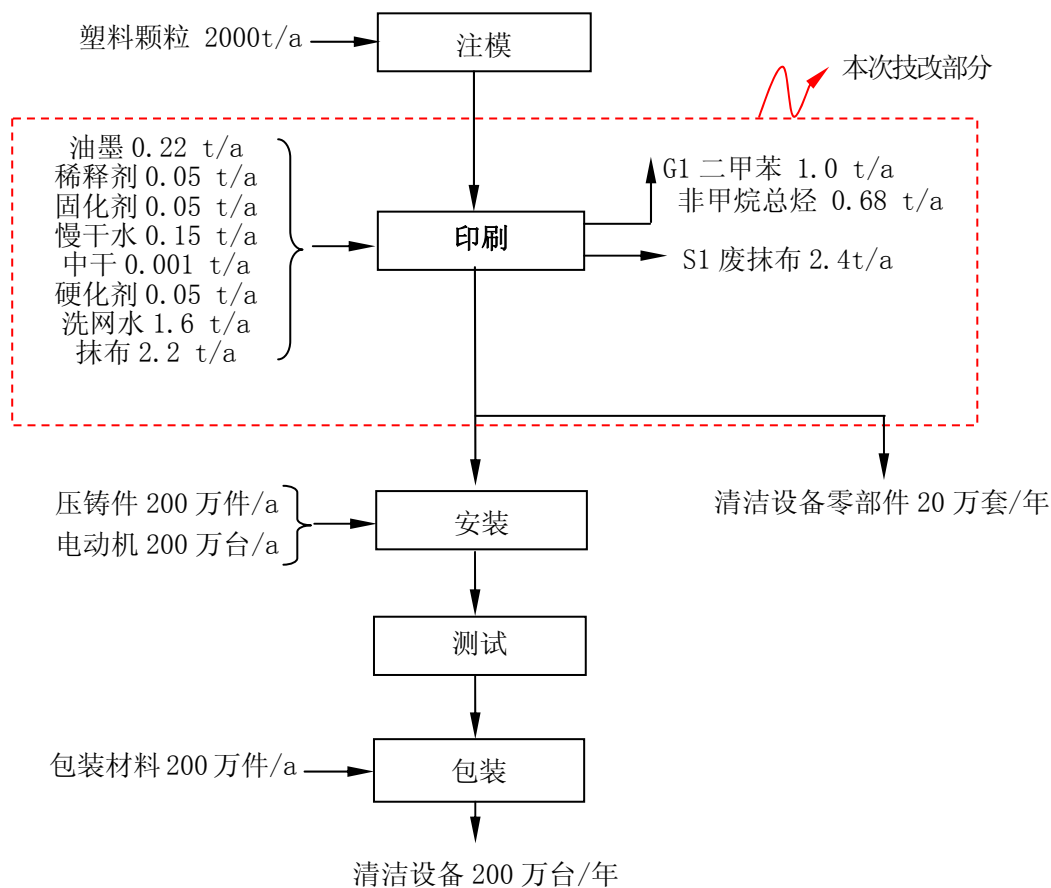 塑料颗粒 2000t/a
注模
本次技改部分
油墨 0.22 t/a
稀释剂 0.05 t/a
固化剂 0.05 t/a
慢干水 0.15 t/a
中干 0.001 t/a
硬化剂 0.05 t/a
洗网水 1.6 t/a
抹布 2.2 t/a
印刷
G1 二甲苯 1.0 t/a
非甲烷总烃 0.68 t/a
S1 废抹布 2.4t/a
压铸件 200 万件/a
电动机 200 万台/a
安装
清洁设备零部件 20 万套/年
测试
包装材料 200 万件/a
包装
清洁设备 200 万台/年